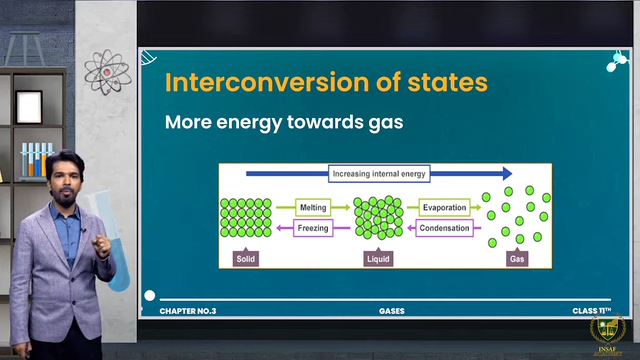 Interconversion of states
More energy towards gas
Increasing internal energy
Melting
Evaporation
Freezing
Condensation
Solid
Liquid
Gas
CHAPTER NO.3
GASES
CLASS 11TH
INSAF